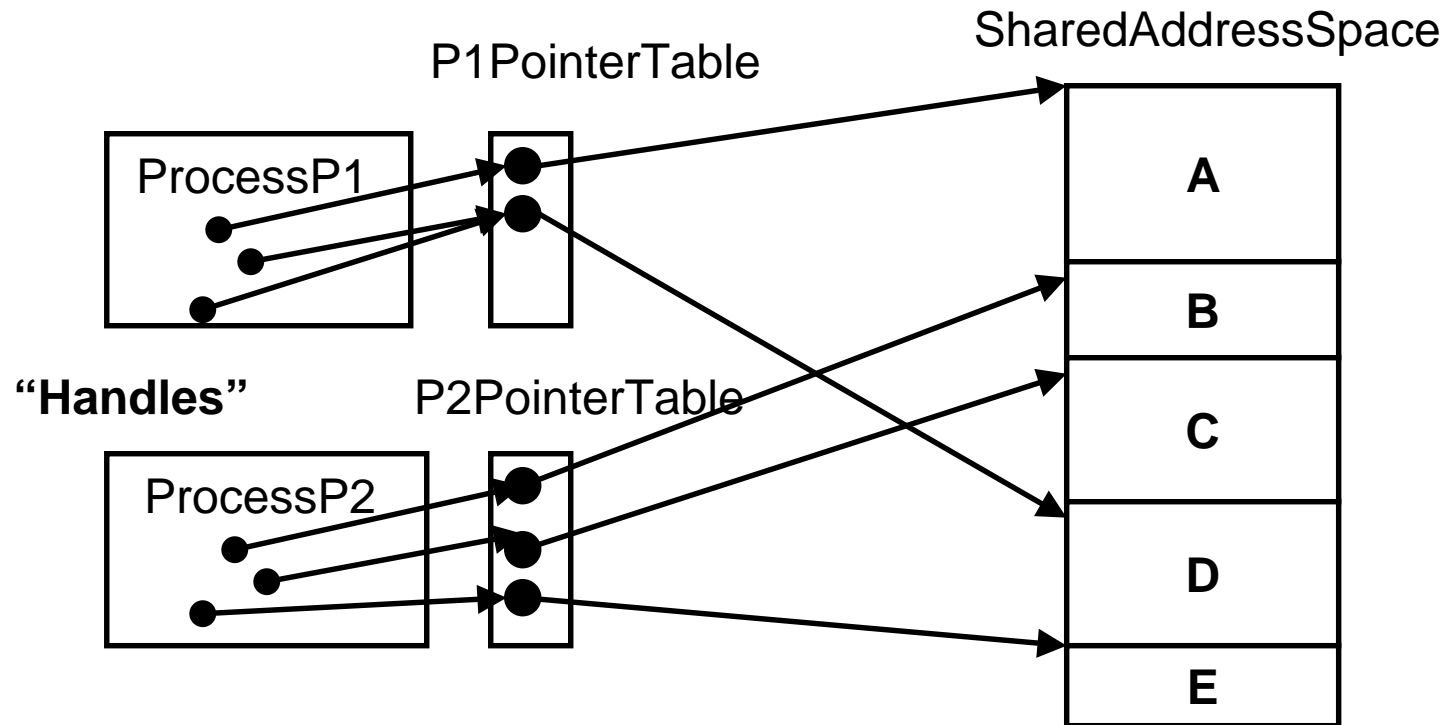 SharedAddressSpace
P1PointerTable
ProcessP1
A
B
“Handles”
P2PointerTable
C
ProcessP2
D
E